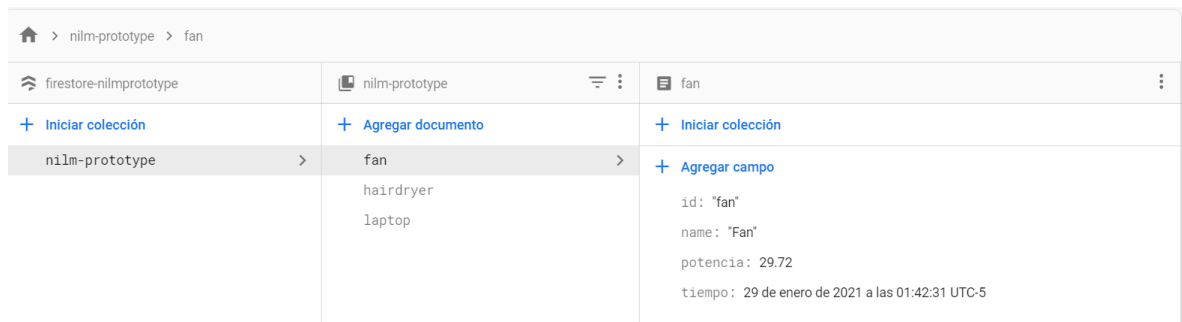 nilm-prototype > fan
firestore-nilmprototype
nilm-prototype
fan
+ Iniciar colección
+ Agregar documento
+ Iniciar colección
nilm-prototype
fan
hairdryer
laptop
+ Agregar campo
id: "fan"
name: "Fan"
potencia: 29.72
tiempo: 29 de enero de 2021 a las 01:42:31 UTC-5